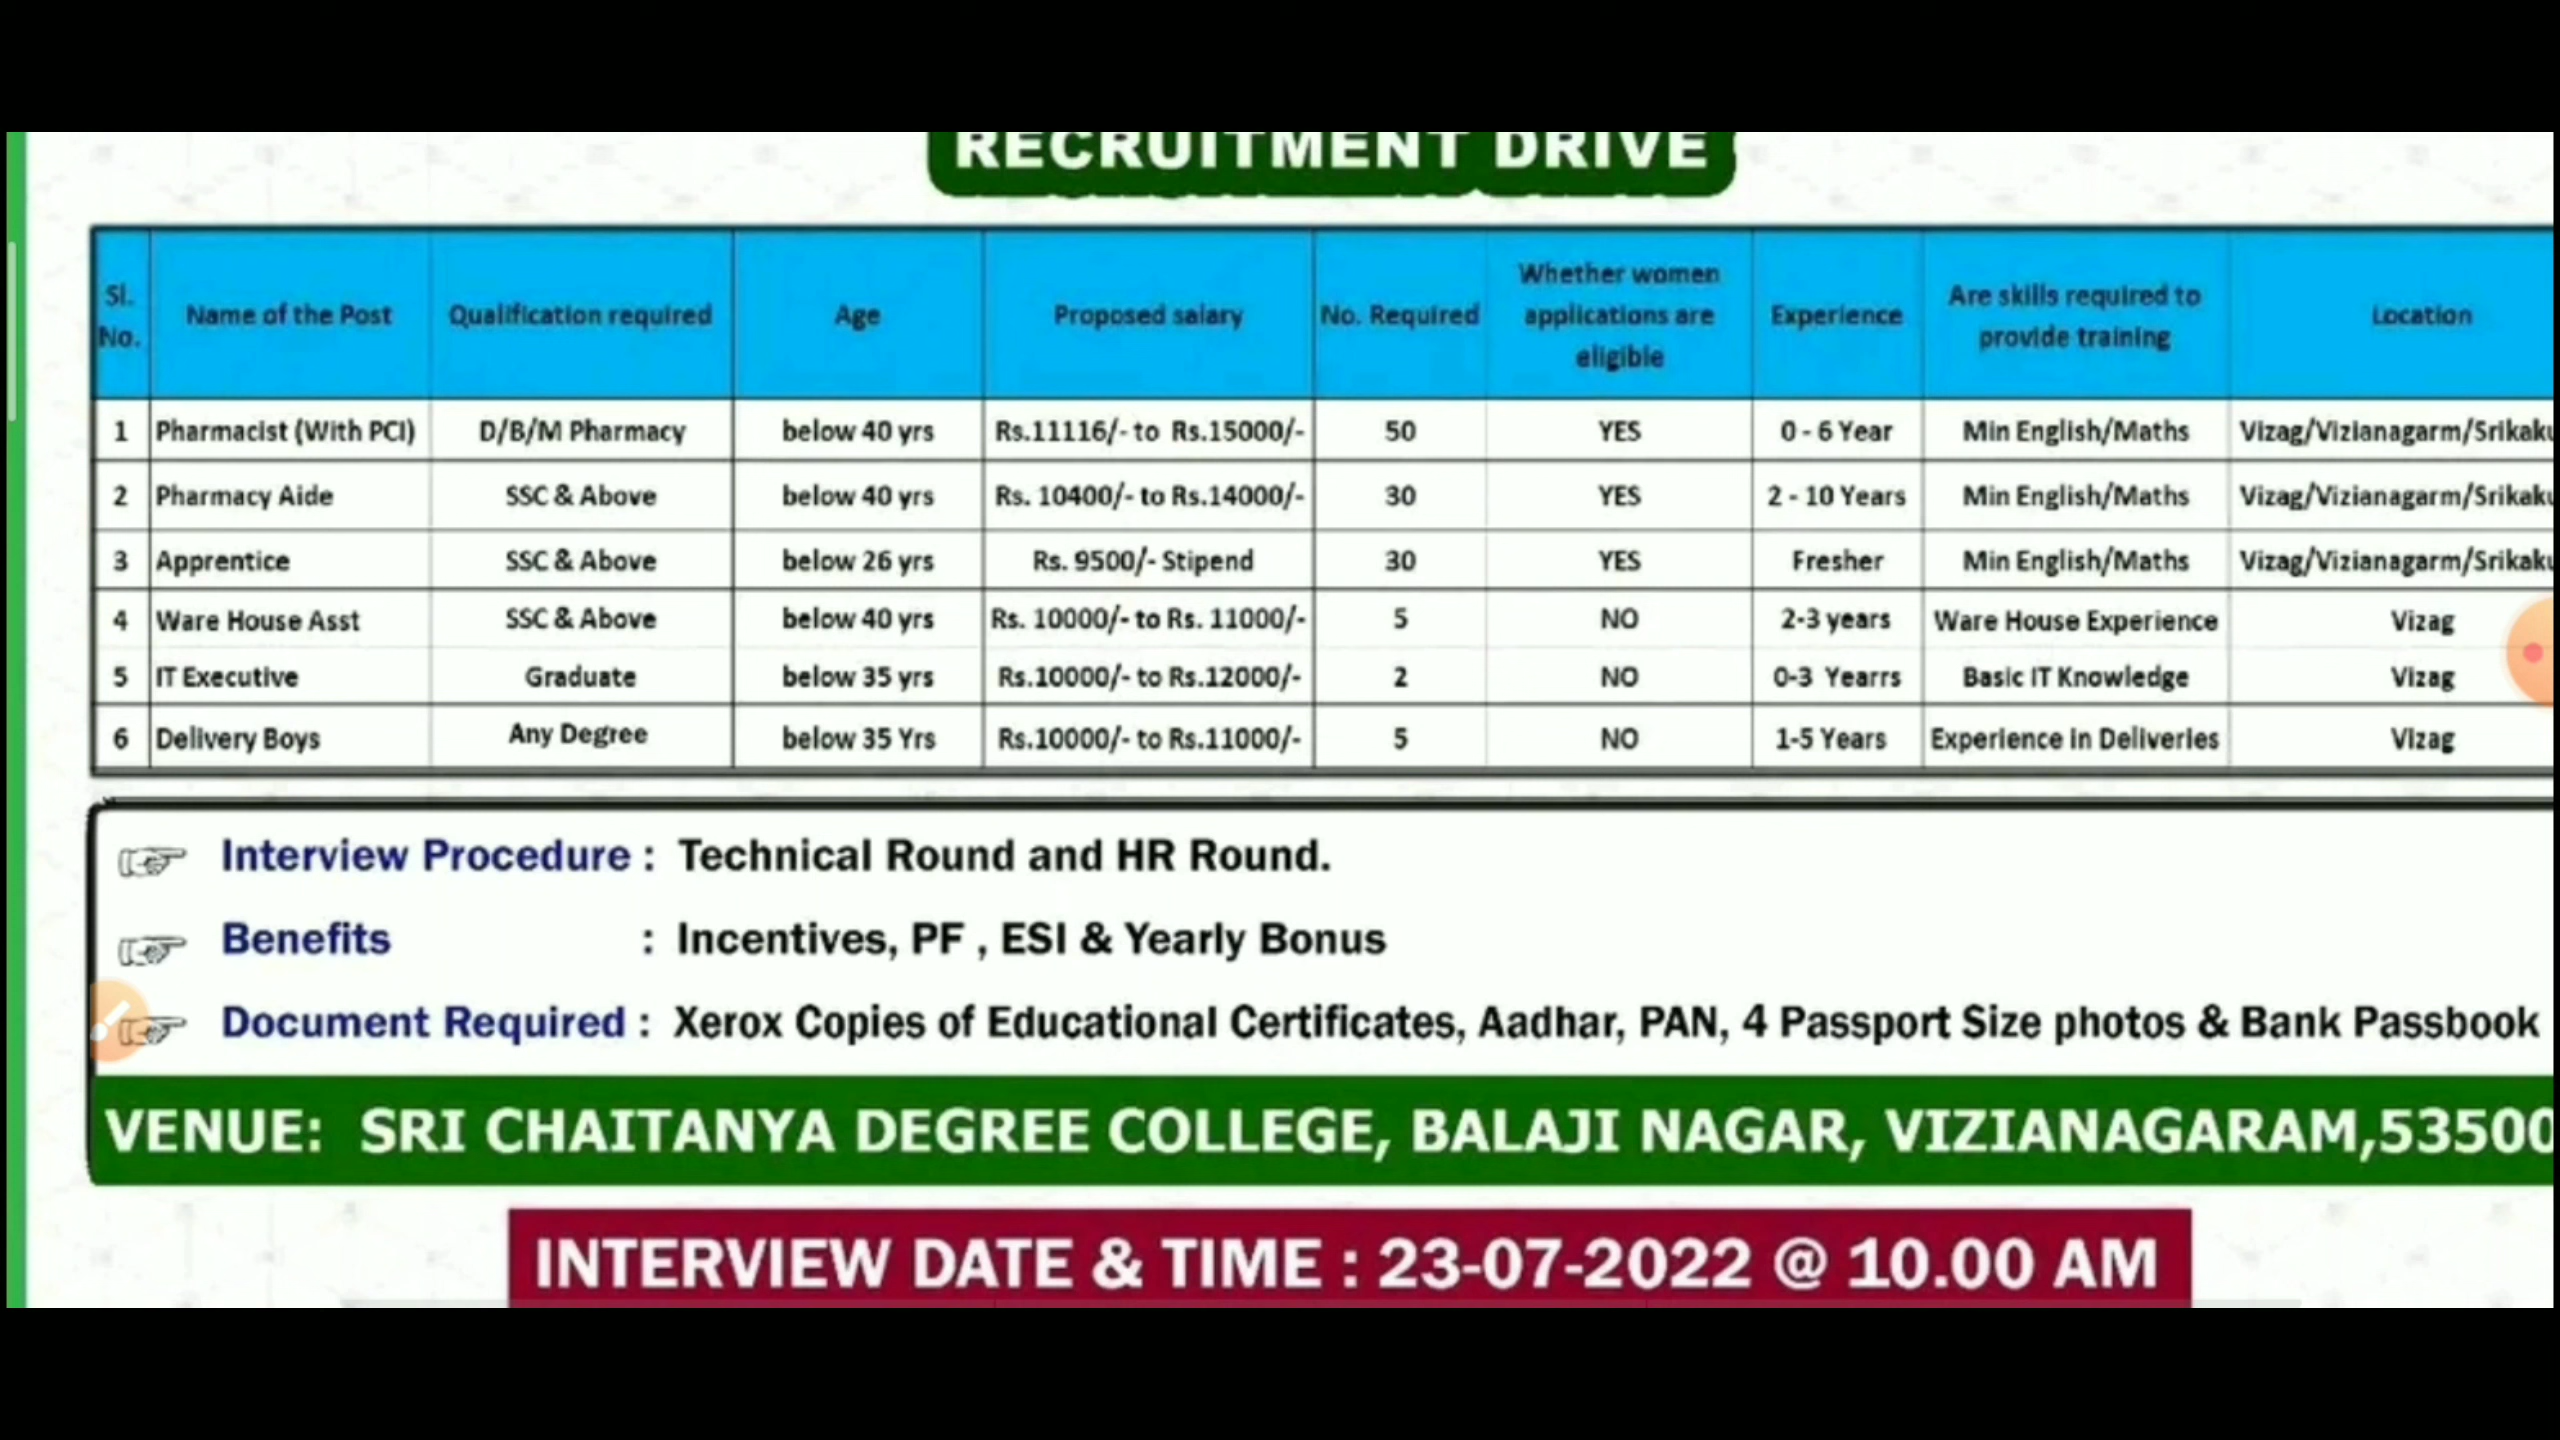 RECRUITMENT DRIVE
Sl. No. Name of the Post Qualification required Age Proposed salary No. Required Whether women applications are eligible Experience Are skills required to provide training Location
1 Pharmacist (With PCI) D/B/M Pharmacy below 40 yrs Rs.11116/- to Rs.15000/- 50 YES 0 - 6 Year Min English/Maths Vizag/Vizianagarm/Srikaku
2 Pharmacy Aide SSC & Above below 40 yrs Rs. 10400/- to Rs.14000/- 30 YES 2 - 10 Years Min English/Maths Vizag/Vizianagarm/Srikaku
3 Apprentice SSC & Above below 26 yrs Rs. 9500/- Stipend 30 YES Fresher Min English/Maths Vizag/Vizianagarm/Srikaku
4 Ware House Asst SSC & Above below 40 yrs Rs. 10000/- to Rs. 11000/- 5 NO 2-3 years Ware House Experience Vizag
5 IT Executive Graduate below 35 yrs Rs.10000/- to Rs.12000/- 2 NO 0-3 Yearrs Basic IT Knowledge Vizag
6 Delivery Boys Any Degree below 35 Yrs Rs.10000/- to Rs.11000/- 5 NO 1-5 Years Experience in Deliveries Vizag
Interview Procedure : Technical Round and HR Round.
Benefits : Incentives, PF , ESI & Yearly Bonus
Document Required : Xerox Copies of Educational Certificates, Aadhar, PAN, 4 Passport Size photos & Bank Passbook
VENUE: SRI CHAITANYA DEGREE COLLEGE, BALAJI NAGAR, VIZIANAGARAM,53500
INTERVIEW DATE & TIME : 23-07-2022 @ 10.00 AM